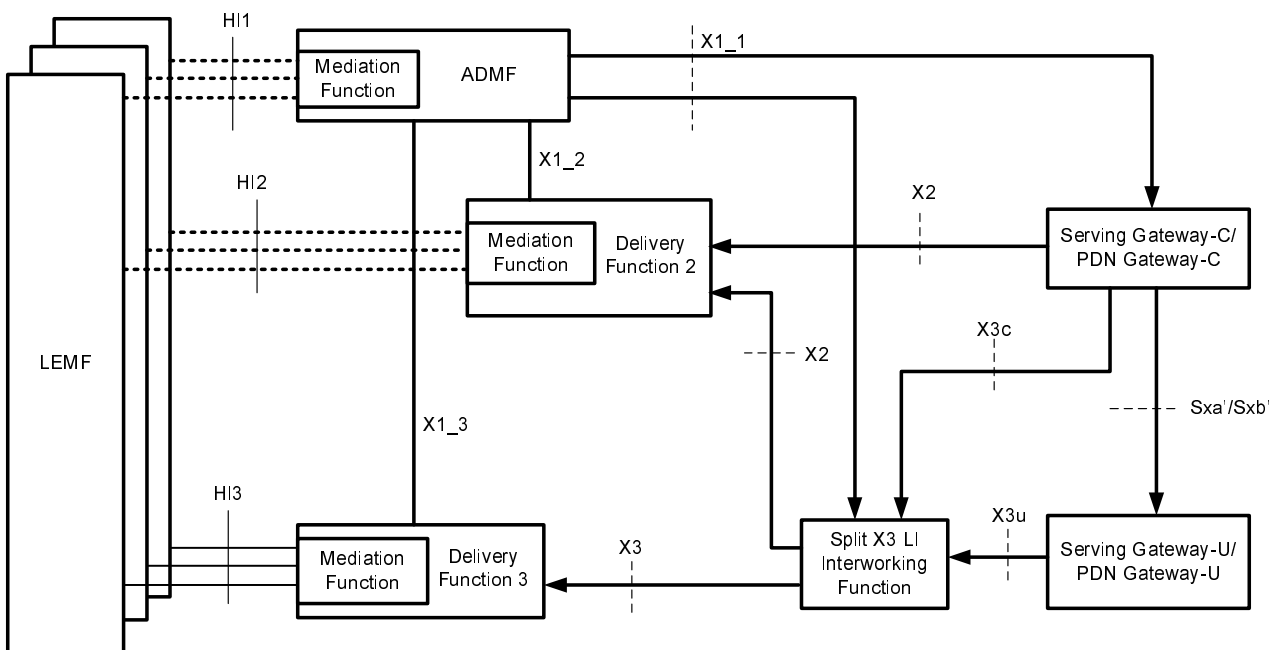 HI1
X1_1
Mediation
Function
ADMF
X1_2
HI2
X2
Mediation
Function
Delivery
Function 2
Serving Gateway-C/
PDN Gateway-C
X3c
X2
LEMF
Sxa'/Sxb'
X1_3
HI3
X3
X3u
Mediation
Function
Delivery
Function 3
Split X3 LI
Interworking
Function
Serving Gateway-U/
PDN Gateway-U